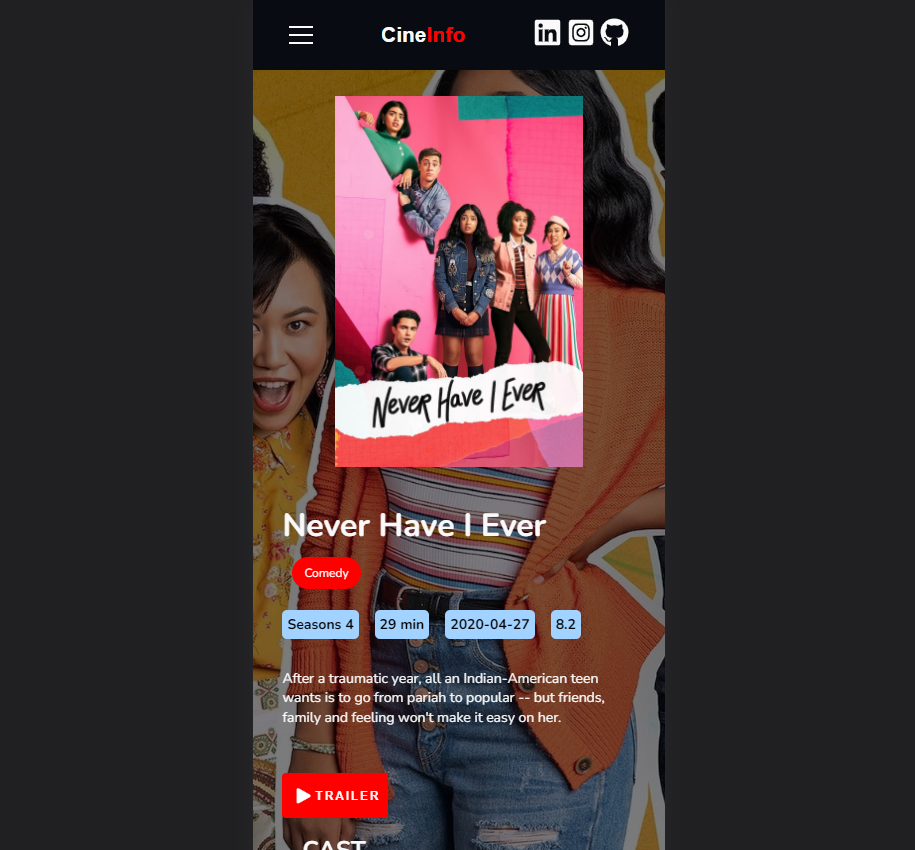 CineInfo
Never Have I Ever
Never Have I Ever
Comedy
Seasons 4
29 min
2020-04-27
8.2
After a traumatic year, all an Indian-American teen
wants is to go from pariah to popular -- but friends,
family and feeling won't make it easy on her.
TRAILER
CAST